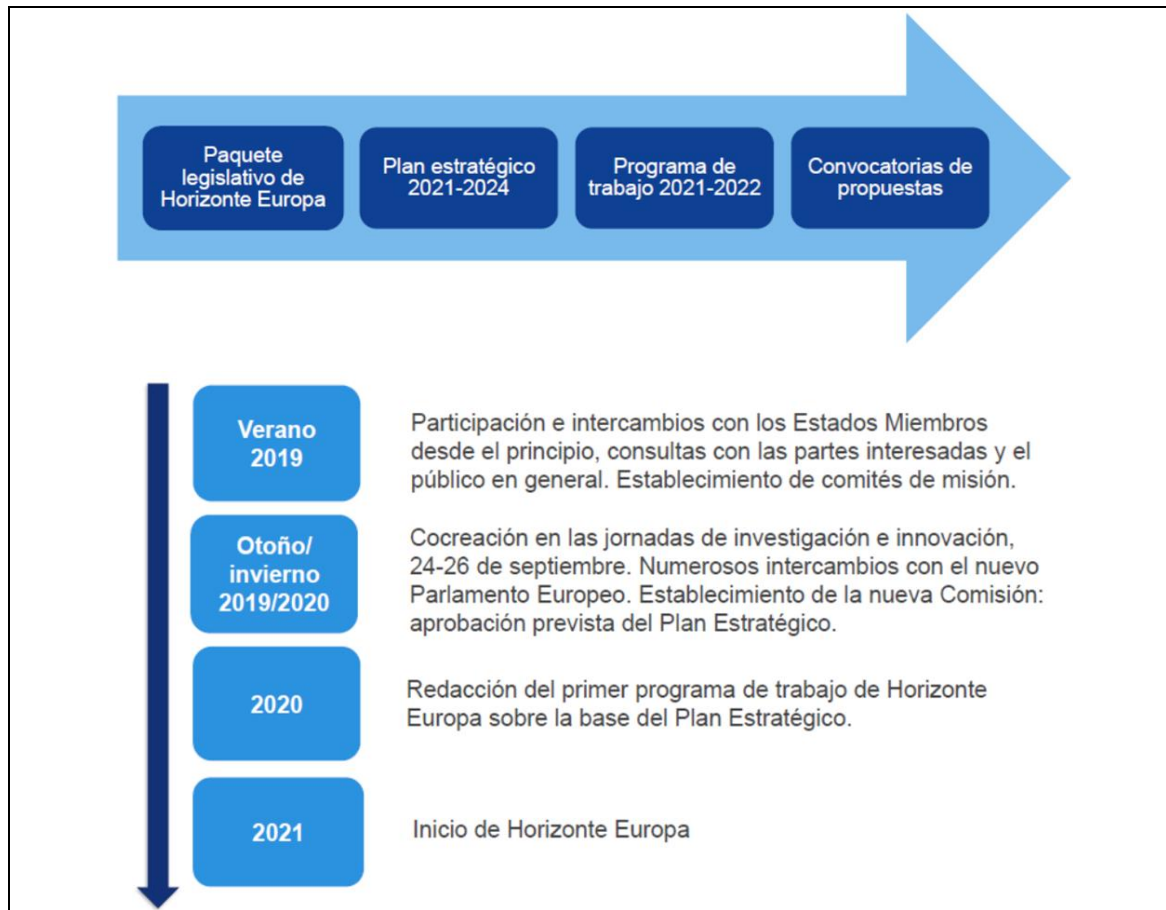 Paquete
legislativo de
Horizonte Europa
Plan estratégico
2021-2024
Programa de
trabajo 2021-2022
Convocatorias de
propuestas
Verano
2019
Participación e intercambios con los Estados Miembros
desde el principio, consultas con las partes interesadas y el
público en general. Establecimiento de comités de misión.
Otoño/
invierno
2019/2020
Cocreación en las jornadas de investigación e innovación,
24-26 de septiembre. Numerosos intercambios con el nuevo
Parlamento Europeo. Establecimiento de la nueva Comisión:
aprobación prevista del Plan Estratégico.
2020
Redacción del primer programa de trabajo de Horizonte
Europa sobre la base del Plan Estratégico.
2021
Inicio de Horizonte Europa